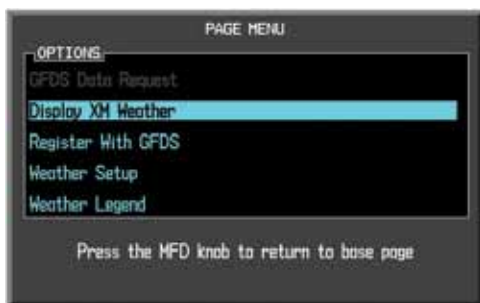 PAGE MENU
OPTIONS
GFDS Data Request
Display XM Weather
Register With GFDS
Weather Setup
Weather Legend
Press the MFD knob to return to base page